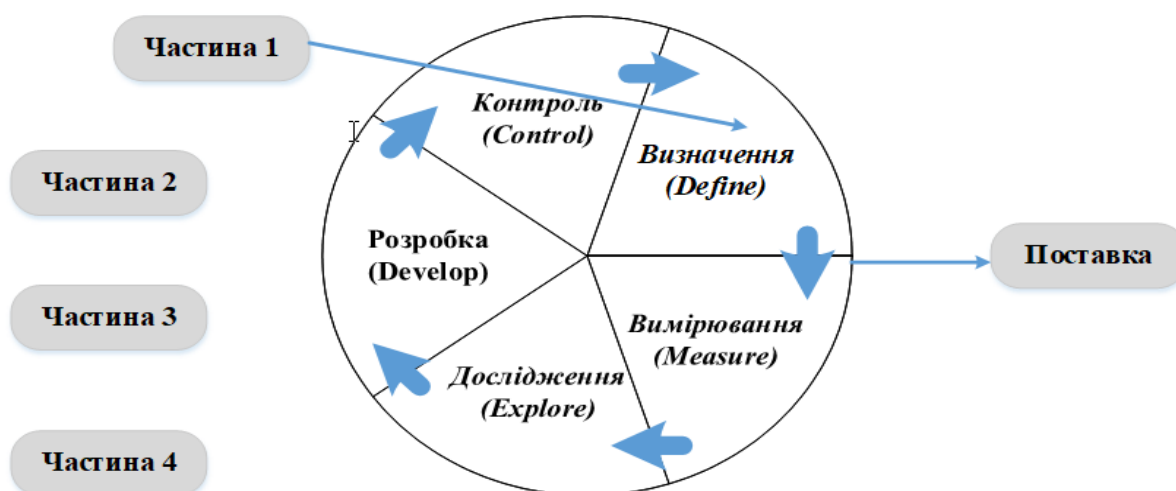 Частина 1
Контроль
(Control)
Визначення
(Define)
Частина 2
Розробка
(Develop)
Поставка
Частина 3
Вимірювання
(Measure)
Дослідження
(Explore)
Частина 4